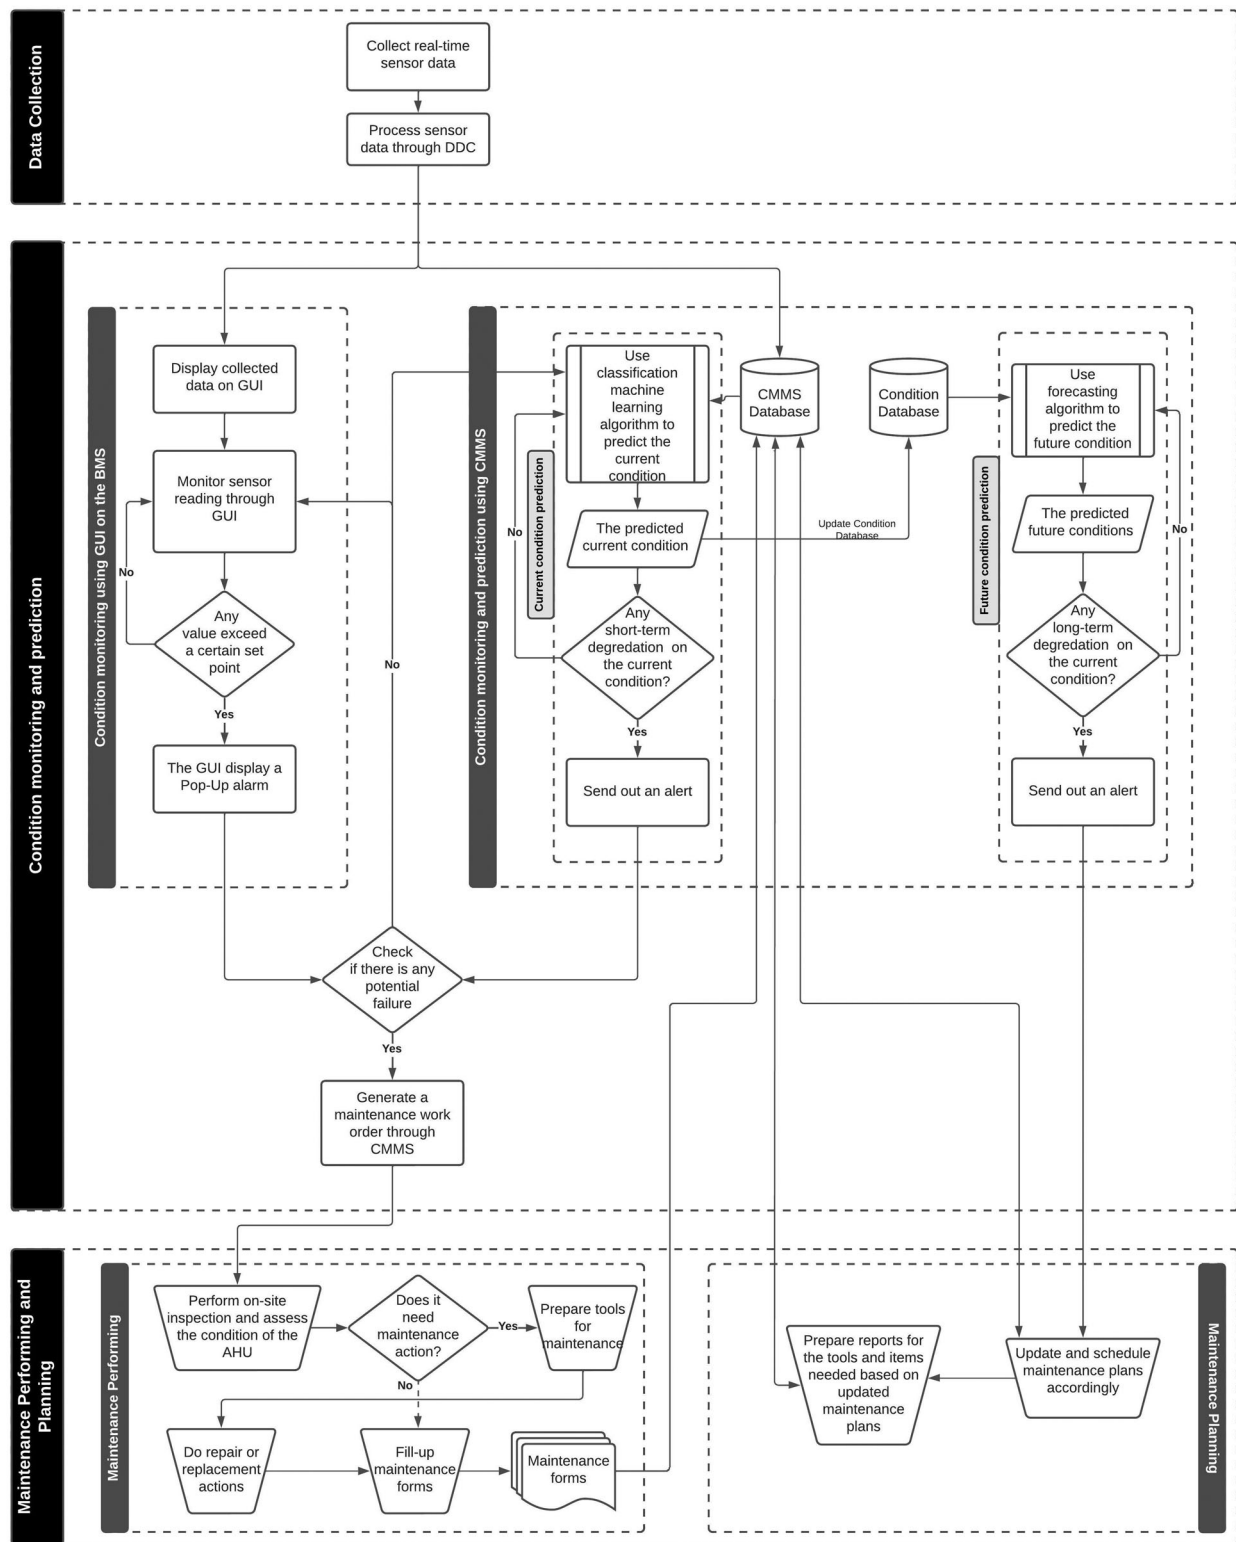 Data Collection
Collect real-time
sensor data
Process sensor
data through DDC
Condition monitoring and prediction
Condition monitoring using GUI on the BMS
Display collected
data on GUI
Monitor sensor
reading through
GUI
No
Any
value exceed
a certain set
point
Yes
The GUI display a
Pop-Up alarm
No
Condition monitoring and prediction using CMMS
Current condition prediction
Use
classification
machine
learning
algorithm to
predict the
current
condition
No
The predicted
current condition
Any
short-term
degredation on
the current
condition?
Yes
Send out an alert
CMMS
Database
Update Condition
Database
Condition
Database
Future condition prediction
Use
forecasting
algorithm to
predict the
future condition
The predicted
future conditions
No
Any
long-term
degredation on
the current
condition?
Yes
Send out an alert
Check
if there is any
potential
failure
Yes
Generate a
maintenance work
order through
CMMS
Maintenance Performing and
Planning
Maintenance Performing
Perform on-site
inspection and assess
the condition of the
AHU
Does it
need
maintenance
action?
Yes
Prepare tools
for
maintenance
No
Do repair or
replacement
actions
Fill-up
maintenance
forms
Maintenance
forms
Prepare reports for
the tools and items
needed based on
updated
maintenance
plans
Update and schedule
maintenance plans
accordingly
Maintenance Planning